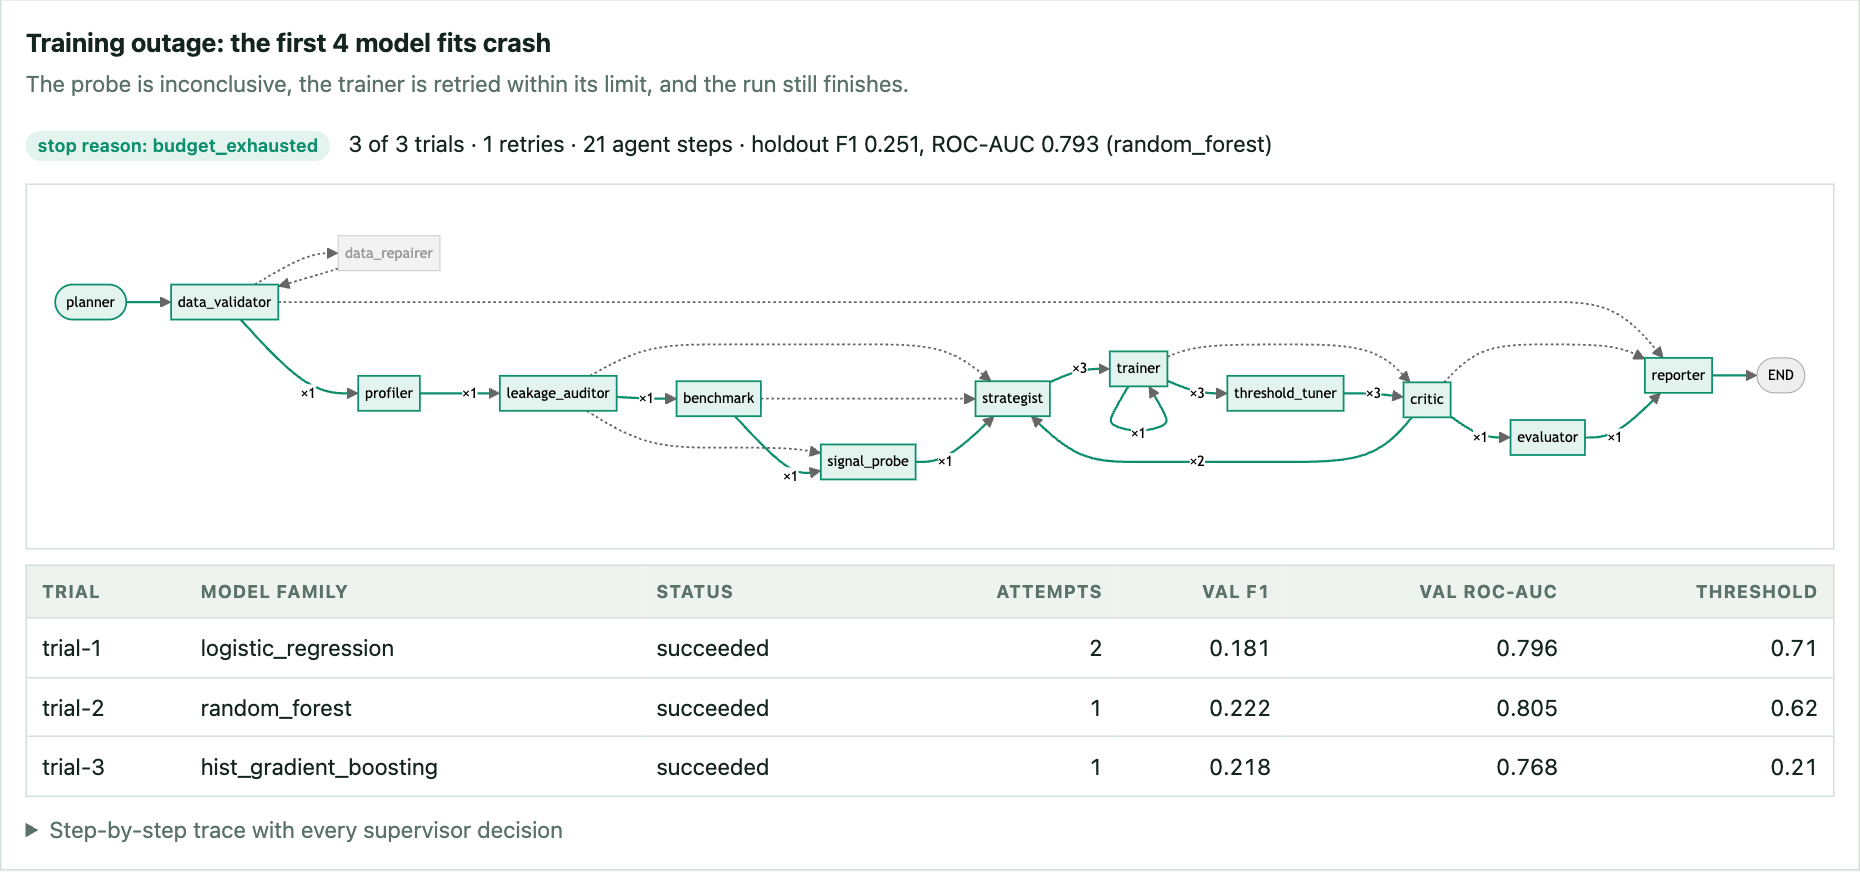 Training outage: the first 4 model fits crash
The probe is inconclusive, the trainer is retried within its limit, and the run still finishes.
stop reason: budget_exhausted 3 of 3 trials · 1 retries · 21 agent steps · holdout F1 0.251, ROC-AUC 0.793 (random_forest)
data_repairer
planner
data_validator
×1
profiler
×1
leakage_auditor
×1
benchmark
×1
signal_probe
×1
strategist
×3
trainer
×1
×3
threshold_tuner
×3
critic
×2
×1
evaluator
×1
reporter
END
TRIAL MODEL FAMILY STATUS ATTEMPTS VAL F1 VAL ROC-AUC THRESHOLD
trial-1 logistic_regression succeeded 2 0.181 0.796 0.71
trial-2 random_forest succeeded 1 0.222 0.805 0.62
trial-3 hist_gradient_boosting succeeded 1 0.218 0.768 0.21
Step-by-step trace with every supervisor decision